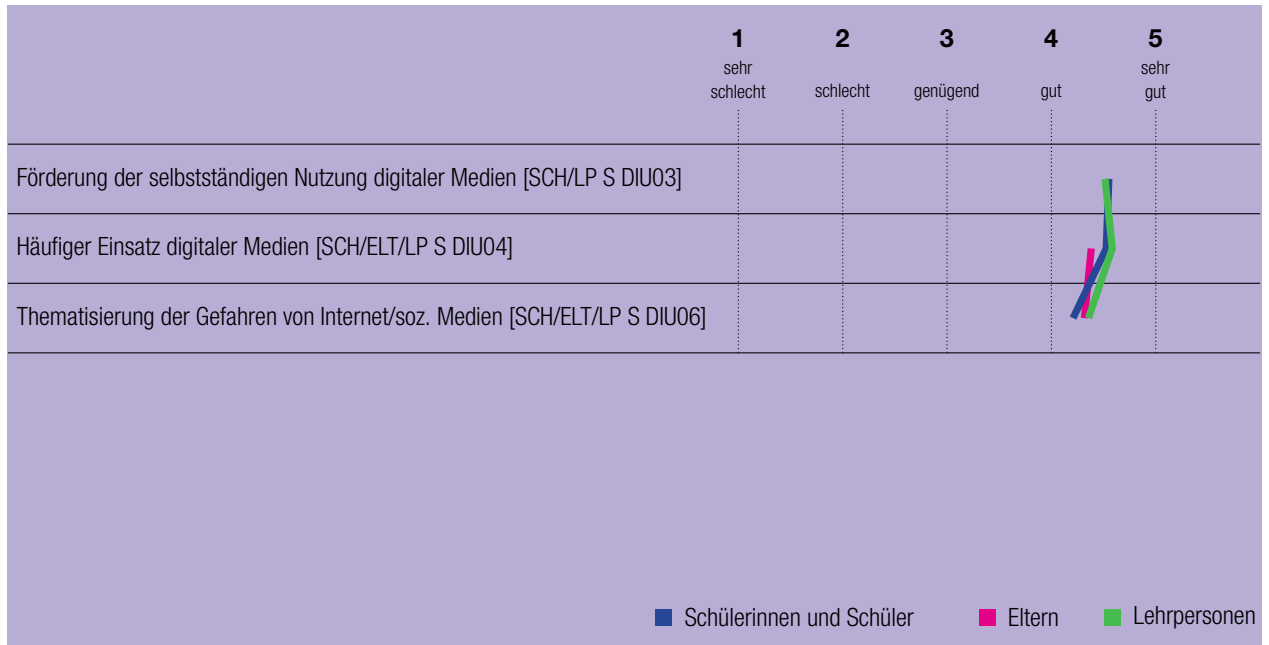 1 2 3 4 5
sehr schlecht schlecht genügend gut sehr gut
Förderung der selbstständigen Nutzung digitaler Medien [SCH/LP S DIU03]
Häufiger Einsatz digitaler Medien [SCH/ELT/LP S DIU04]
Thematisierung der Gefahren von Internet/soz. Medien [SCH/ELT/LP S DIU06]
Schülerinnen und Schüler Eltern Lehrpersonen